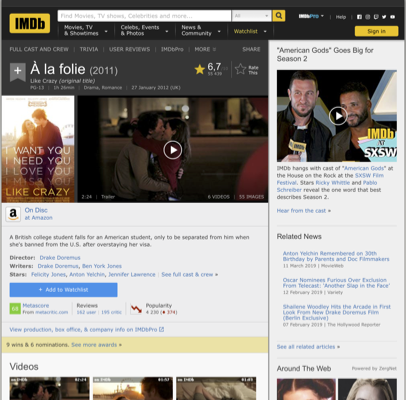 IMDb
Find Movies, TV shows, Celebrities and more...
All
IMDbPro
Help
Movies, TV
& Showtimes
Celebs, Events
& Photos
News &
Community
Watchlist
Sign in
FULL CAST AND CREW | TRIVIA | USER REVIEWS | IMDbPro | MORE
SHARE
À la folie (2011)
Like Crazy (original title)
PG-13 | 1h 26min | Drama, Romance | 27 January 2012 (UK)
6,7
Rate
This
I WANT YOU
I NEED YOU
I LOVE YOU
I MISS YOU
LIKE CRAZY
2:24 | Trailer
6 VIDEOS | 55 IMAGES
On Disc
at Amazon
A British college student falls for an American student, only to be separated from him when
she's banned from the U.S. after overstaying her visa.
Director: Drake Doremus
Writers: Drake Doremus, Ben York Jones
Stars: Felicity Jones, Anton Yelchin, Jennifer Lawrence | See full cast & crew »
+ Add to Watchlist
Metascore
From metacritic.com
Reviews
162 user | 195 critic
Popularity
4 230 (374)
View production, box office, & company info on IMDbPro
9 wins & 6 nominations. See more awards »
Videos
"American Gods" Goes Big for
Season 2
IMDb
SXSW
IMDb hangs with cast of "American Gods" at
the House on the Rock at the SXSW Film
Festival. Stars Ricky Whittle and Pablo
Schreiber reveal the one word that best
describes Season 2.
Hear from the cast »
Related News
Anton Yelchin Remembered on 30th
Birthday by Parents and Doc Filmmakers
11 March 2019 | MovieWeb
Oscar Nominees Furious Over Exclusion
From Telecast: 'Another Slap in the Face'
12 February 2019 | Variety
Shailene Woodley Hits the Arcade in First
Look From New Drake Doremus Film
(Berlin Exclusive)
07 February 2019 | The Hollywood Reporter
See all related articles »
Around The Web
Powered by ZergNet